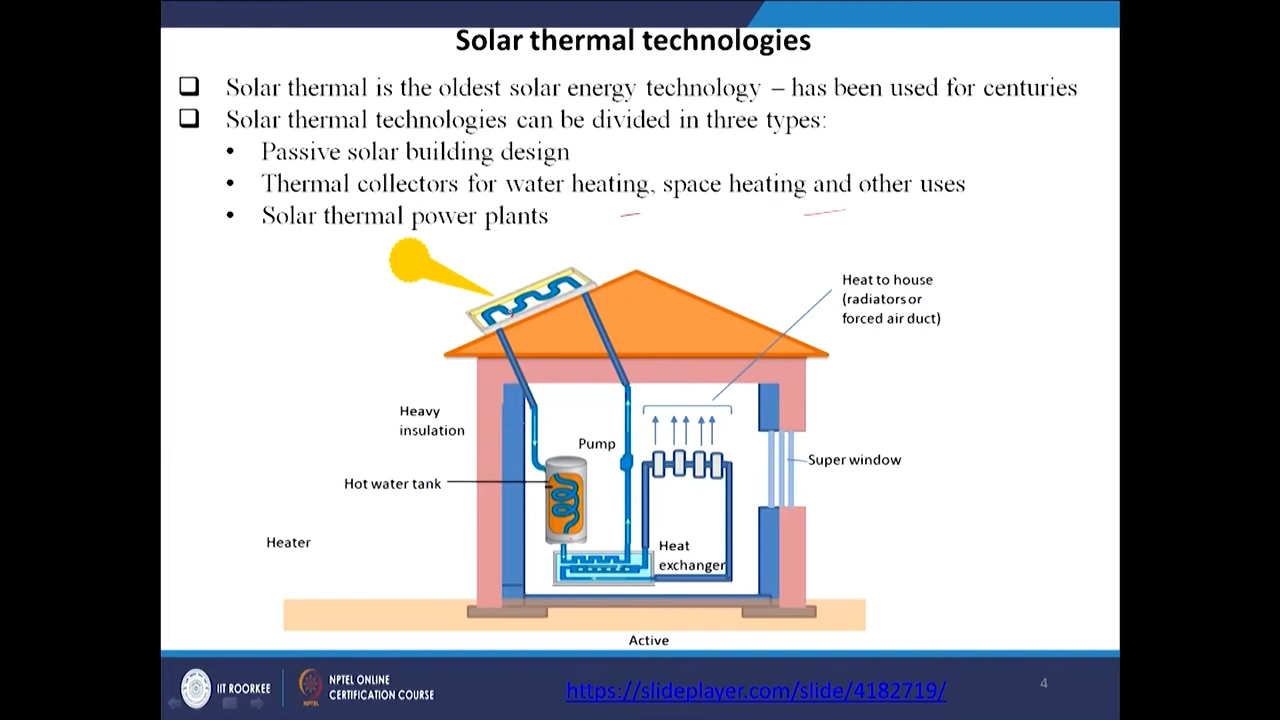 Solar thermal technologies
Solar thermal is the oldest solar energy technology – has been used for centuries
Solar thermal technologies can be divided in three types:
• Passive solar building design
• Thermal collectors for water heating, space heating and other uses
• Solar thermal power plants
Heat to house
(radiators or
forced air duct)
Heavy
insulation
Pump
Super window
Hot water tank
Heater
Heat
exchanger
Active
IIT ROORKEE
NPTEL
NPTEL ONLINE
CERTIFICATION COURSE
https://slideplayer.com/slide/4182719/
4